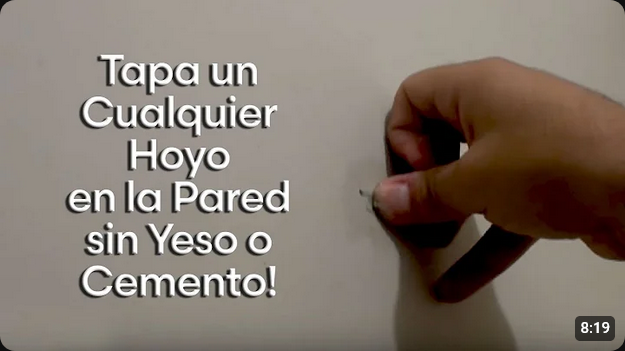 Tapa un
Cualquier
Hoyo
en la Pared
sin Yeso o
Cemento!
8:19